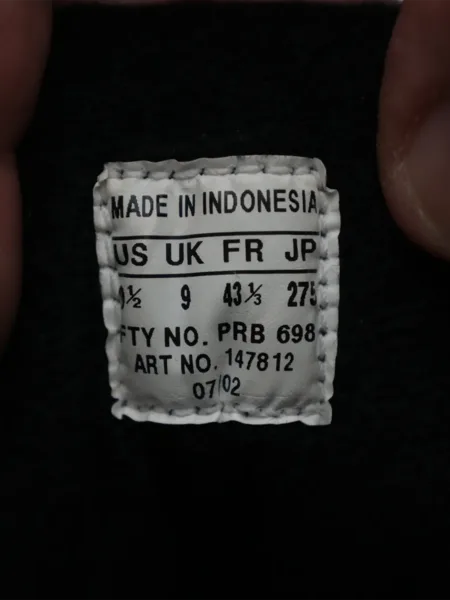 MADE IN INDONESIA
US UK FR JP
9½ 9 43⅓ 275
FTY NO. PRB 698
ART NO. 147812
07/02